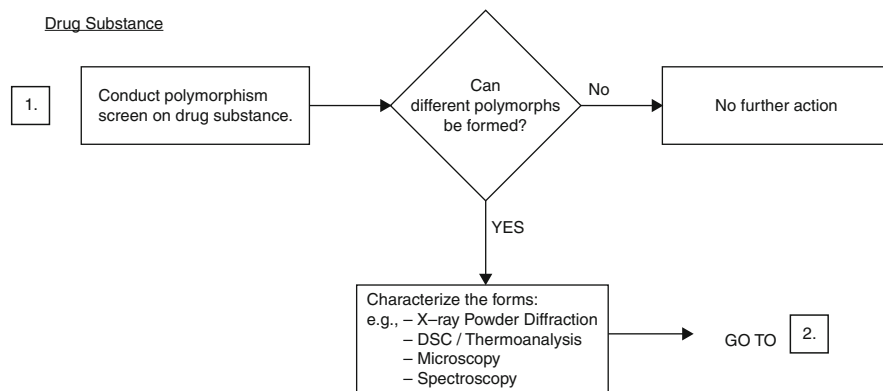 Drug Substance
1.
Conduct polymorphism
screen on drug substance.
Can
different polymorphs
be formed?
No
No further action
YES
Characterize the forms:
e.g., – X–ray Powder Diffraction
– DSC / Thermoanalysis
– Microscopy
– Spectroscopy
GO TO
2.